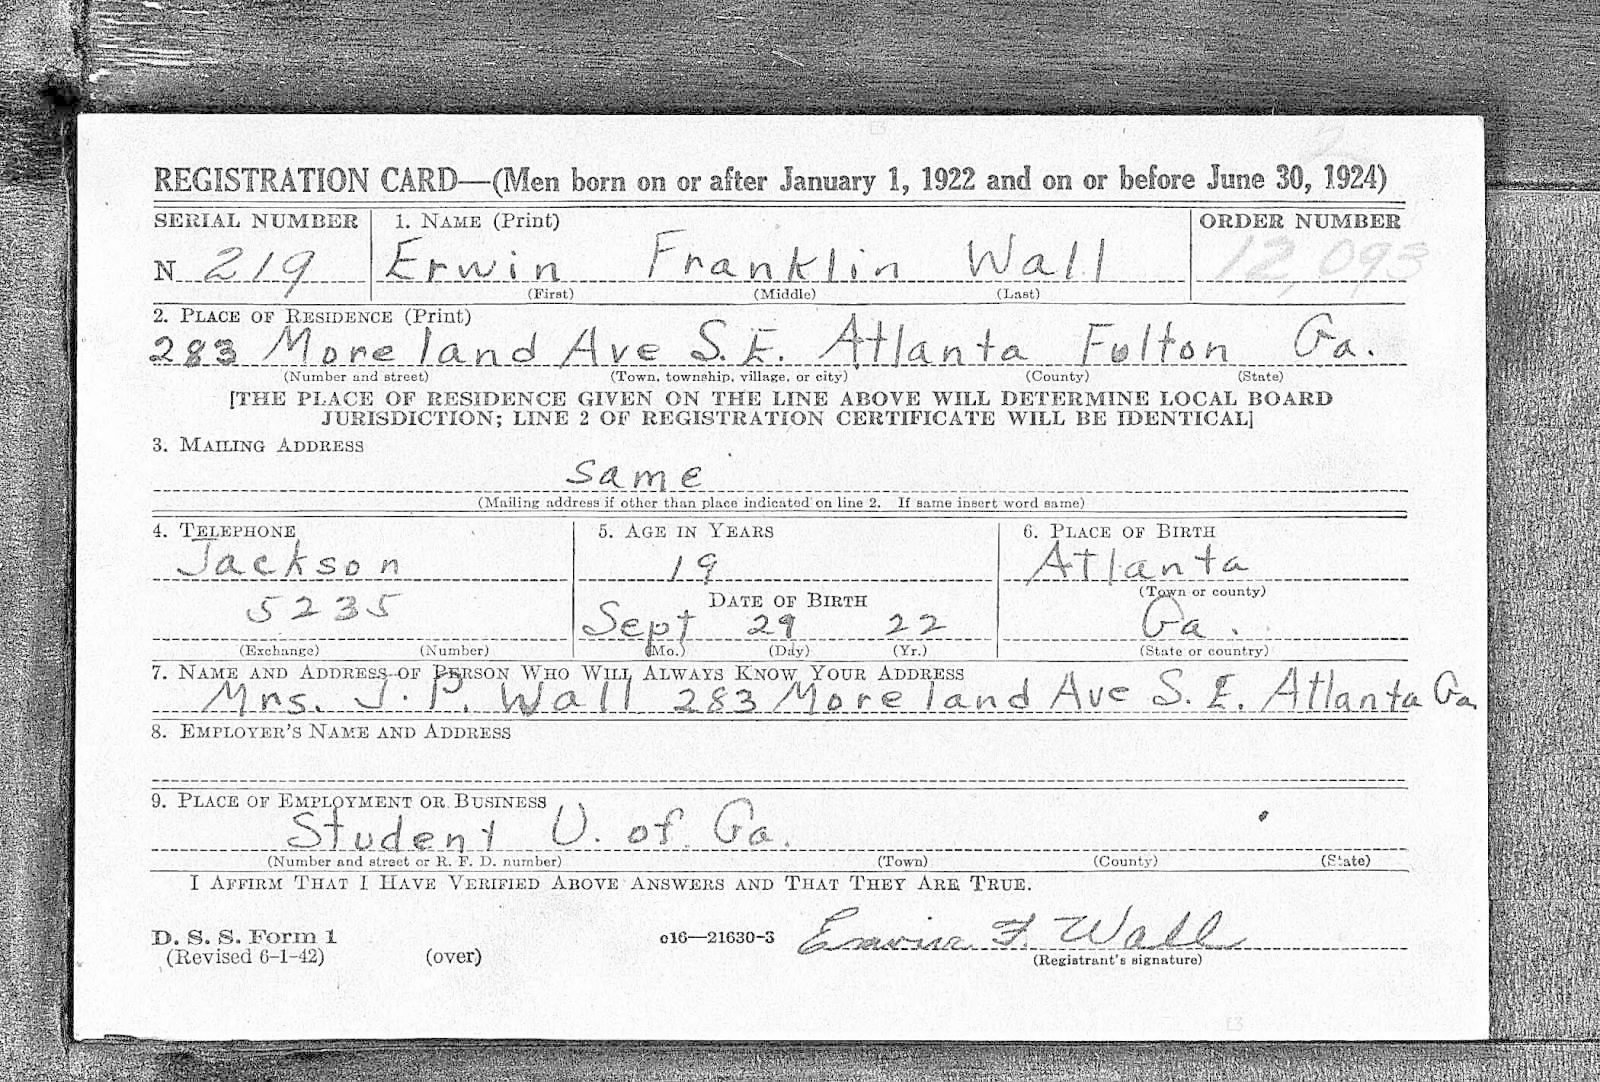 REGISTRATION CARD—(Men born on or after January 1, 1922 and on or before June 30, 1924)
SERIAL NUMBER 1. NAME (Print) ORDER NUMBER
N 219 Erwin Franklin Wall 12,093
(First) (Middle) (Last)
2. PLACE OF RESIDENCE (Print)
283 Moreland Ave S.E. Atlanta Fulton Ga.
(Number and street) (Town, township, village, or city) (County) (State)
[THE PLACE OF RESIDENCE GIVEN ON THE LINE ABOVE WILL DETERMINE LOCAL BOARD
JURISDICTION; LINE 2 OF REGISTRATION CERTIFICATE WILL BE IDENTICAL]
3. MAILING ADDRESS
same
(Mailing address if other than place indicated on line 2. If same insert word same)
4. TELEPHONE 5. AGE IN YEARS 6. PLACE OF BIRTH
Jackson 19 Atlanta
(Town or county)
5235 DATE OF BIRTH
Sept 29 22 Ga.
(Exchange) (Number) (Mo.) (Day) (Yr.) (State or country)
7. NAME AND ADDRESS OF PERSON WHO WILL ALWAYS KNOW YOUR ADDRESS
Mrs. J. P. Wall 283 Moreland Ave S.E. Atlanta Ga
8. EMPLOYER'S NAME AND ADDRESS
9. PLACE OF EMPLOYMENT OR BUSINESS
Student U. of Ga.
(Number and street or R. F. D. number) (Town) (County) (State)
I AFFIRM THAT I HAVE VERIFIED ABOVE ANSWERS AND THAT THEY ARE TRUE.
D. S. S. Form 1 c16—21630-3 Erwin F. Wall
(Revised 6-1-42) (over) (Registrant's signature)